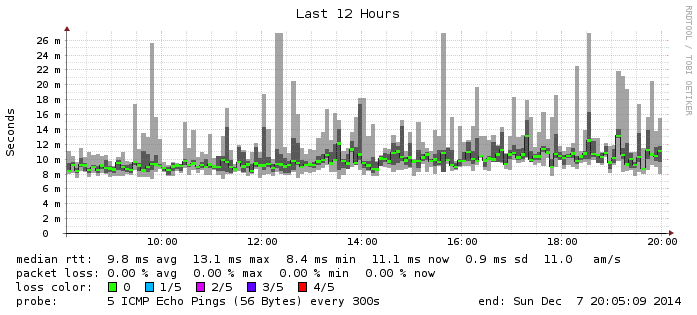 Last 12 Hours
RRDTOOL / TOBI OETIKER
Seconds
26 m
24 m
22 m
20 m
18 m
16 m
14 m
12 m
10 m
8 m
6 m
4 m
2 m
0
10:00 12:00 14:00 16:00 18:00 20:00
median rtt: 9.8 ms avg 13.1 ms max 8.4 ms min 11.1 ms now 0.9 ms sd 11.0 am/s
packet loss: 0.00 % avg 0.00 % max 0.00 % min 0.00 % now
loss color: 0 1/5 2/5 3/5 4/5
probe: 5 ICMP Echo Pings (56 Bytes) every 300s end: Sun Dec 7 20:05:09 2014